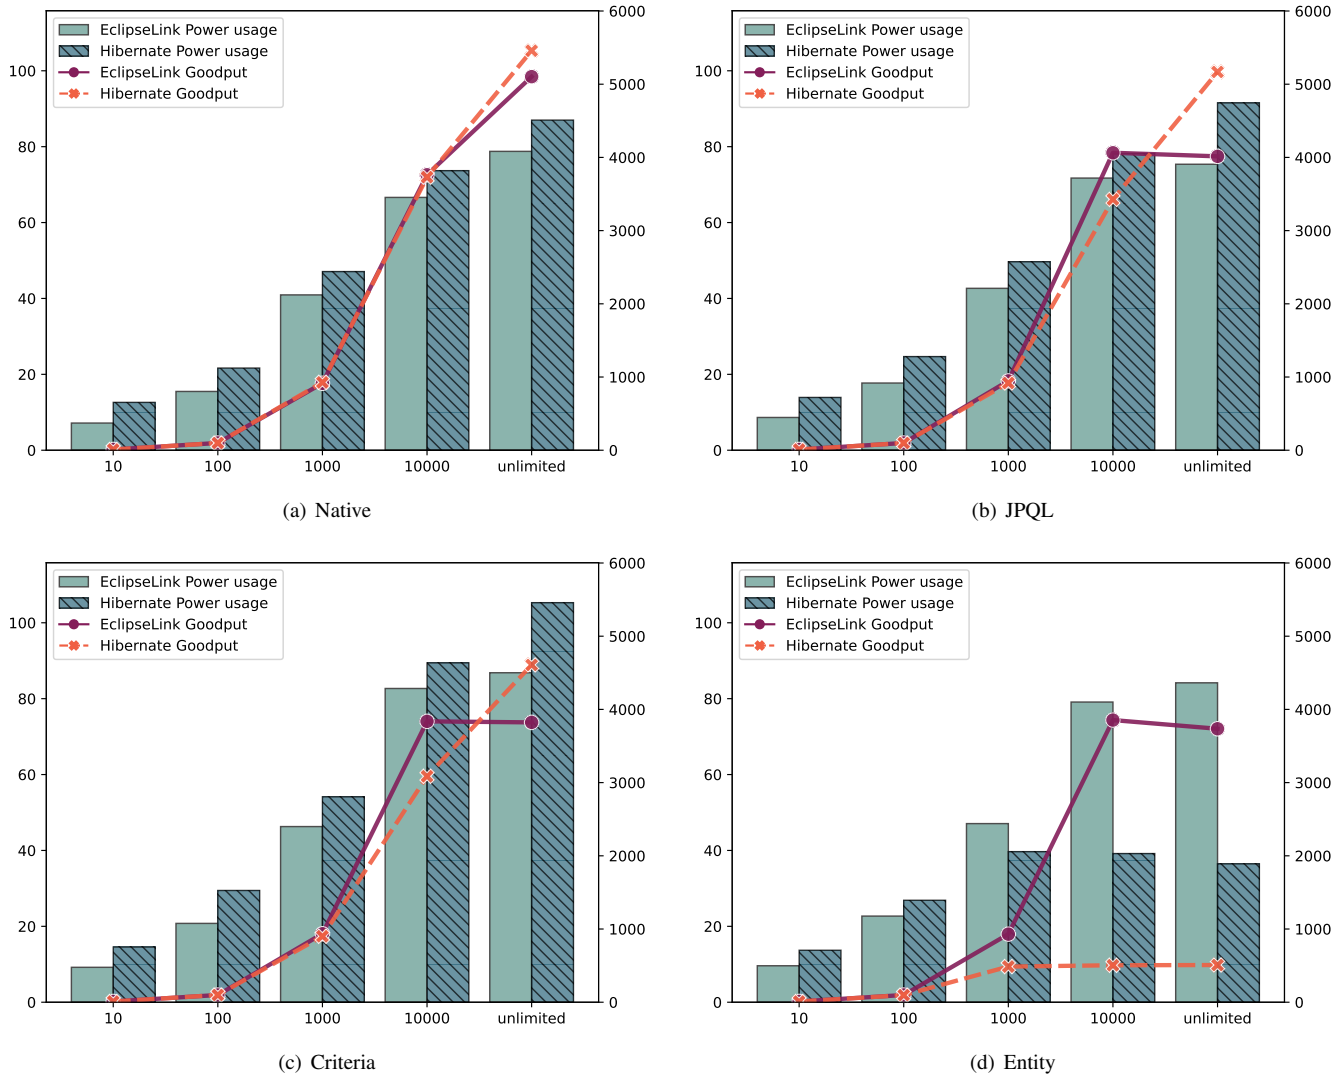 EclipseLink Power usage
Hibernate Power usage
EclipseLink Goodput
Hibernate Goodput
100
80
60
40
20
0
6000
5000
4000
3000
2000
1000
0
10 100 1000 10000 unlimited
(a) Native
EclipseLink Power usage
Hibernate Power usage
EclipseLink Goodput
Hibernate Goodput
100
80
60
40
20
0
6000
5000
4000
3000
2000
1000
0
10 100 1000 10000 unlimited
(b) JPQL
EclipseLink Power usage
Hibernate Power usage
EclipseLink Goodput
Hibernate Goodput
100
80
60
40
20
0
6000
5000
4000
3000
2000
1000
0
10 100 1000 10000 unlimited
(c) Criteria
EclipseLink Power usage
Hibernate Power usage
EclipseLink Goodput
Hibernate Goodput
100
80
60
40
20
0
6000
5000
4000
3000
2000
1000
0
10 100 1000 10000 unlimited
(d) Entity